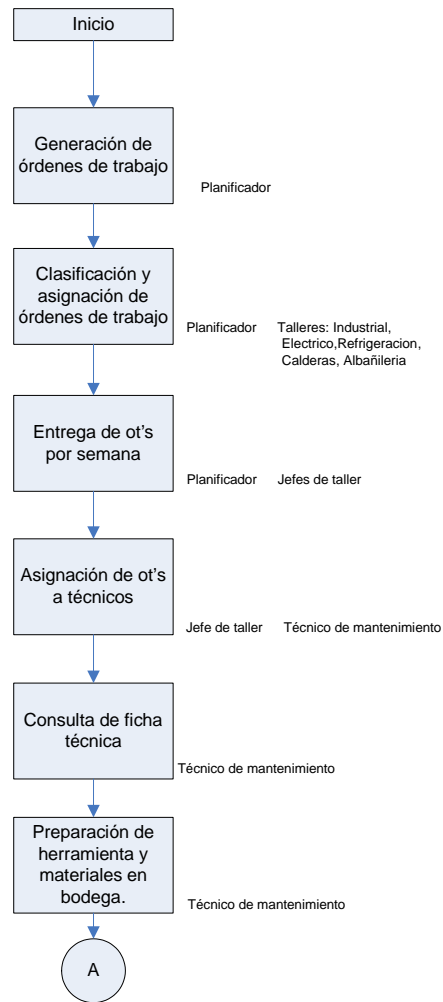 Inicio
Generación de
órdenes de trabajo
Planificador
Clasificación y
asignación de
órdenes de trabajo
Planificador Talleres: Industrial,
Electrico,Refrigeracion,
Calderas, Albañileria
Entrega de ot's
por semana
Planificador Jefes de taller
Asignación de ot's
a técnicos
Jefe de taller Técnico de mantenimiento
Consulta de ficha
técnica
Técnico de mantenimiento
Preparación de
herramienta y
materiales en
bodega.
Técnico de mantenimiento
A